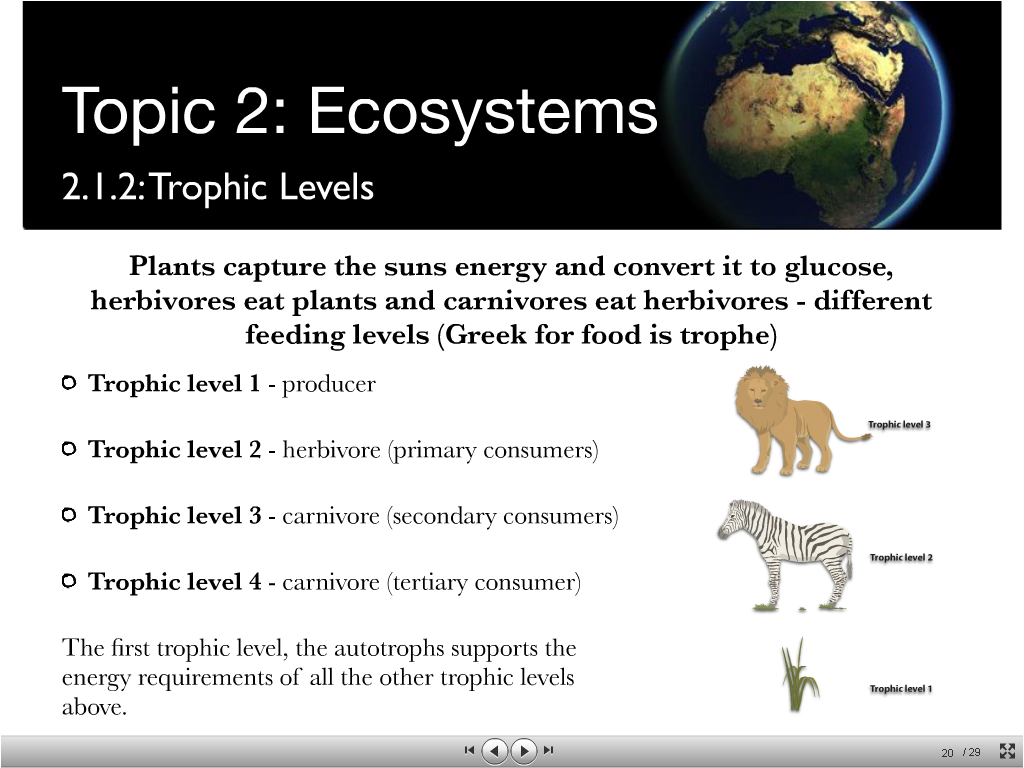 Topic 2: Ecosystems
2.1.2: Trophic Levels
Plants capture the suns energy and convert it to glucose,
herbivores eat plants and carnivores eat herbivores - different
feeding levels (Greek for food is trophe)
Trophic level 1 - producer
Trophic level 2 - herbivore (primary consumers)
Trophic level 3 - carnivore (secondary consumers)
Trophic level 4 - carnivore (tertiary consumer)
The first trophic level, the autotrophs supports the
energy requirements of all the other trophic levels
above.
Trophic level 3
Trophic level 2
Trophic level 1
20 / 29